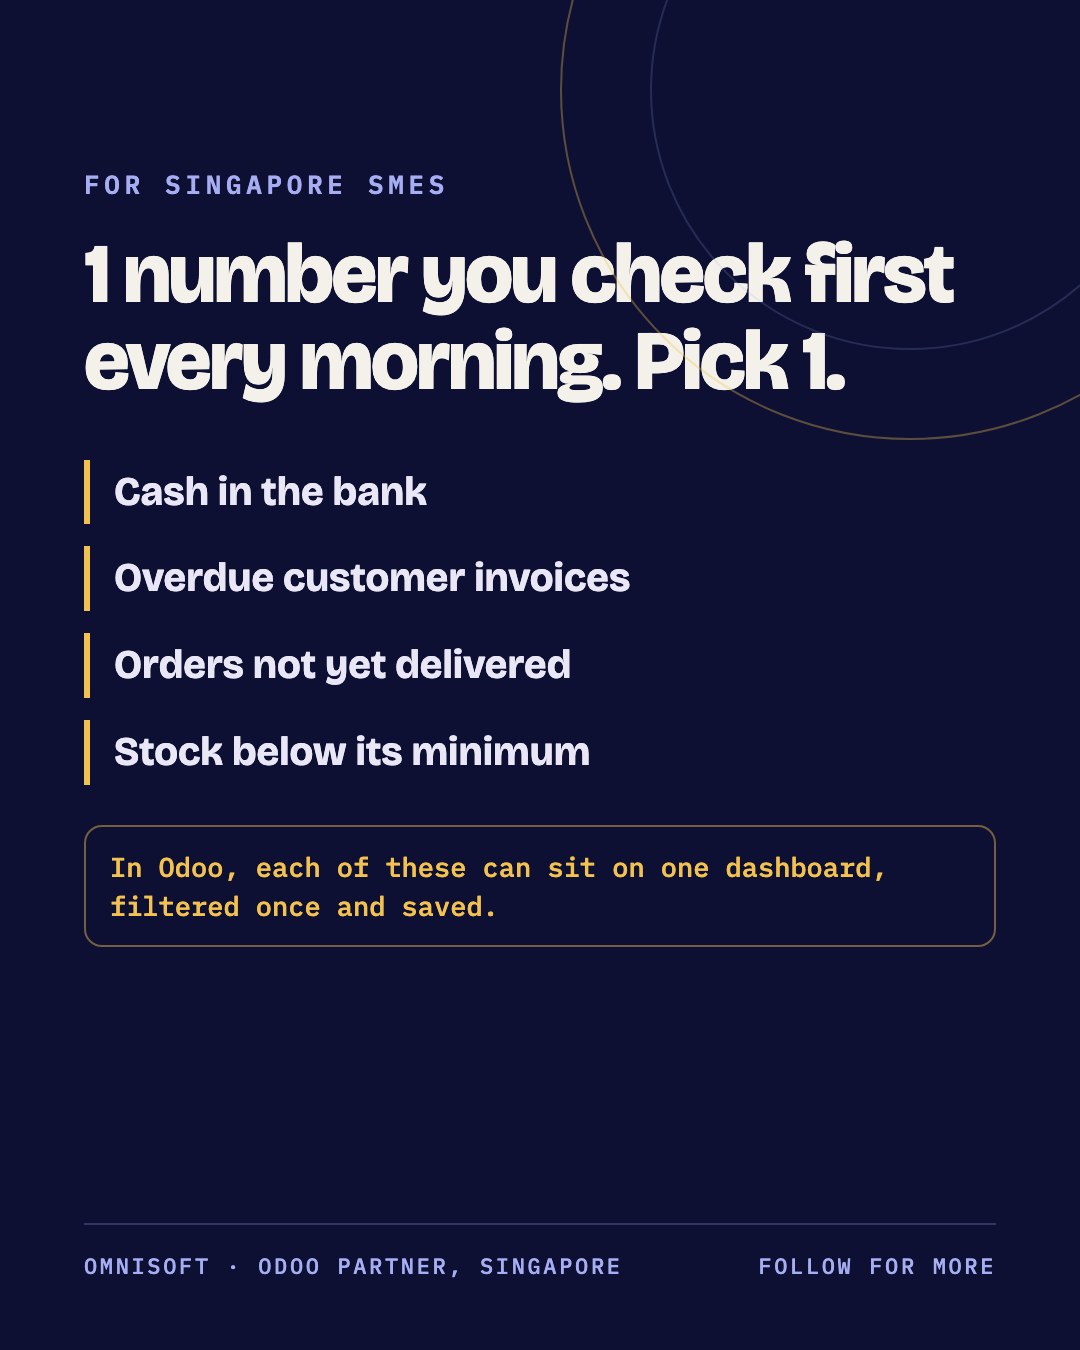 FOR SINGAPORE SMES
1 number you check first
every morning. Pick 1.
Cash in the bank
Overdue customer invoices
Orders not yet delivered
Stock below its minimum
In Odoo, each of these can sit on one dashboard,
filtered once and saved.
OMNISOFT · ODOO PARTNER, SINGAPORE
FOLLOW FOR MORE